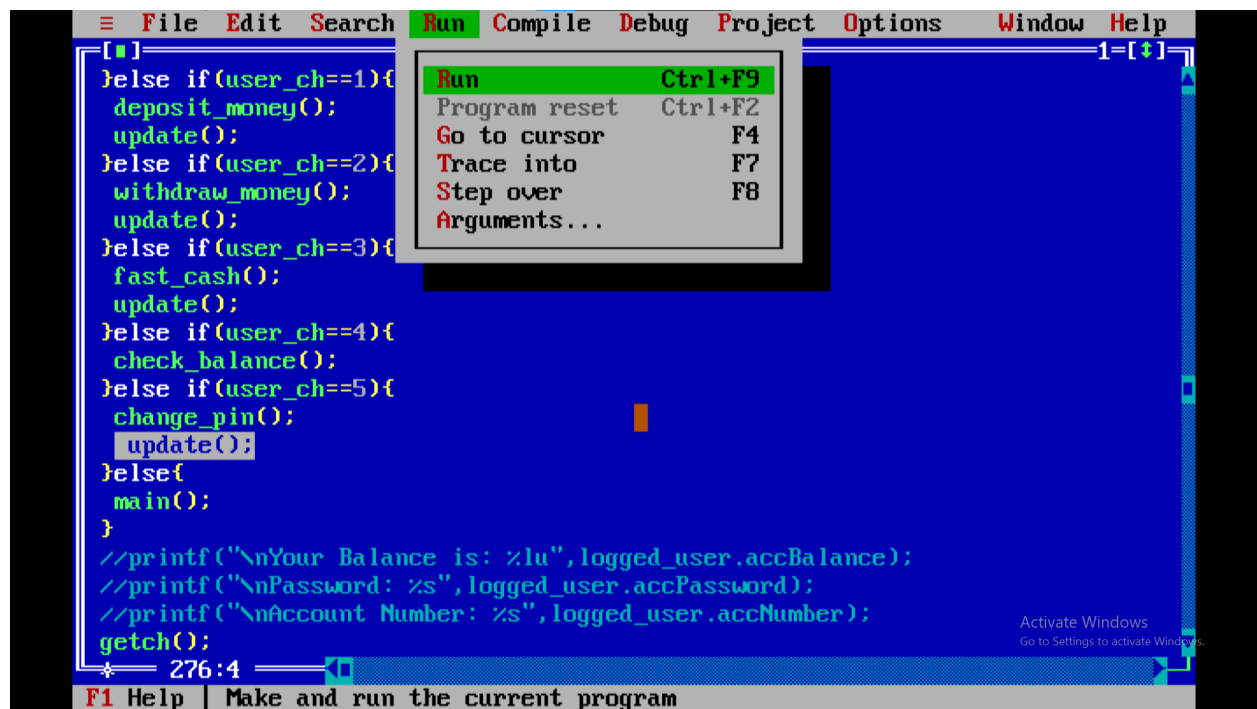 ≡ File Edit Search Run Compile Debug Project Options Window Help
[■] 1=[↕]
}else if(user_ch==1){
deposit_money();
update();
}else if(user_ch==2){
withdraw_money();
update();
}else if(user_ch==3){
fast_cash();
update();
}else if(user_ch==4){
check_balance();
}else if(user_ch==5){
change_pin();
update();
}else{
main();
}
//printf("\nYour Balance is: %lu",logged_user.accBalance);
//printf("\nPassword: %s",logged_user.accPassword);
//printf("\nAccount Number: %s",logged_user.accNumber);
getch();
Run Ctrl+F9
Program reset Ctrl+F2
Go to cursor F4
Trace into F7
Step over F8
Arguments...
Activate Windows
Go to Settings to activate Windows.
276:4
F1 Help | Make and run the current program